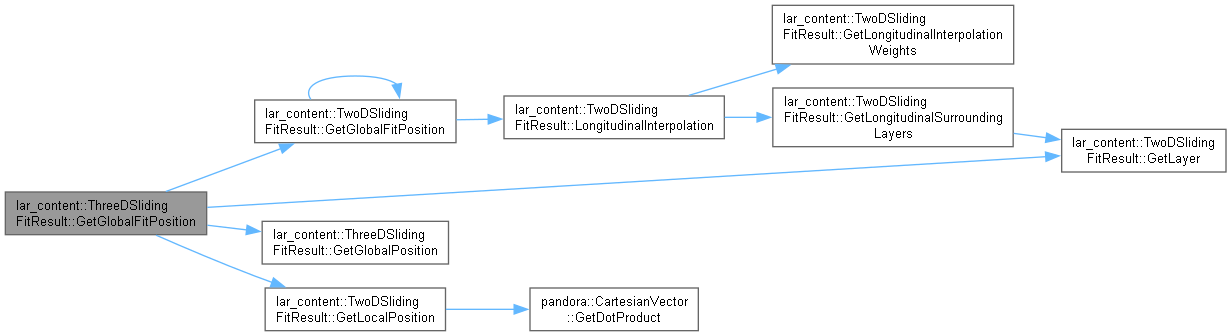 lar_content::ThreeDSliding
FitResult::GetGlobalFitPosition
lar_content::TwoDSliding
FitResult::GetGlobalFitPosition
lar_content::TwoDSliding
FitResult::LongitudinalInterpolation
lar_content::TwoDSliding
FitResult::GetLongitudinalInterpolation
Weights
lar_content::TwoDSliding
FitResult::GetLongitudinalSurrounding
Layers
lar_content::TwoDSliding
FitResult::GetLayer
lar_content::ThreeDSliding
FitResult::GetGlobalPosition
lar_content::TwoDSliding
FitResult::GetLocalPosition
pandora::CartesianVector
::GetDotProduct